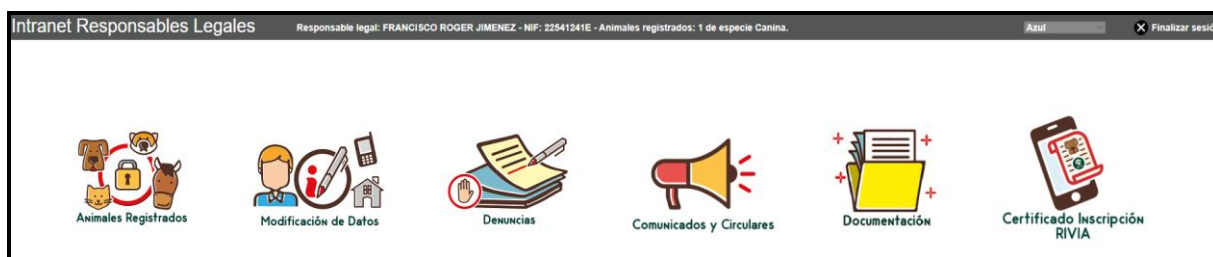 Intranet Responsables Legales
Responsable legal: FRANCISCO ROGER JIMENEZ - NIF: 22541241E - Animales registrados: 1 de especie Canina.
Azul
Finalizar sesió
Animales Registrados
Modificación de Datos
Denuncias
Comunicados y Circulares
Documentación
Certificado Inscripción
RIVIA